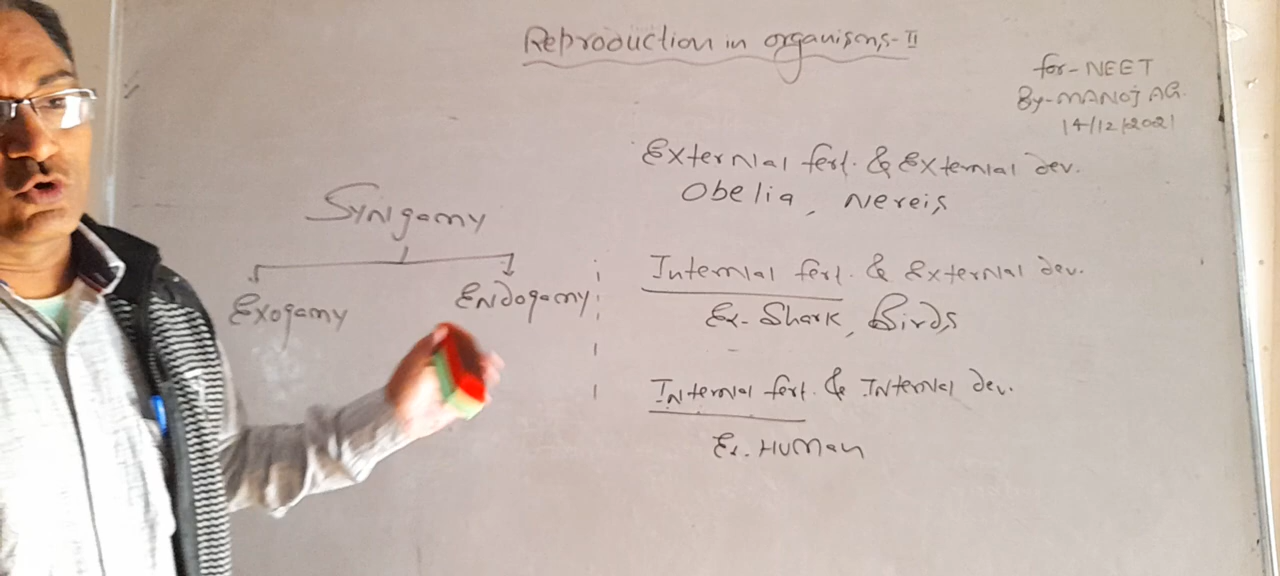 Reproduction in organisms-II
for-NEET
By-MANOJ AG.
14/12/2021
Syngamy
Exogamy
Endogamy
External fert. & External dev.
Obelia, Nereis
Internal fert. & External dev.
Ex- Shark, Birds
Internal fert. & Internal dev.
Ex. Human